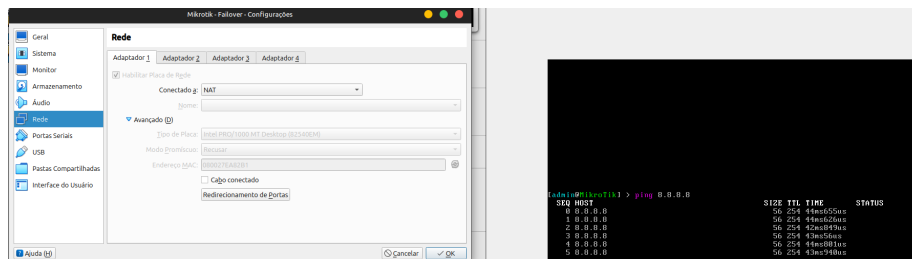 Mikrotik - Failover - Configurações
Geral
Sistema
Monitor
Armazenamento
Áudio
Rede
Portas Seriais
USB
Pastas Compartilhadas
Interface do Usuário
Rede
Adaptador 1 Adaptador 2 Adaptador 3 Adaptador 4
Habilitar Placa de Rede
Conectado a: NAT
Nome:
Avançado (D)
Tipo de Placa: Intel PRO/1000 MT Desktop (82540EM)
Modo Promíscuo: Recusar
Endereço MAC:
Cabo conectado
Redirecionamento de Portas
Ajuda (H)
Cancelar
OK
[admin@MikroTik] > ping 8.8.8.8
SEQ HOST SIZE TTL TIME STATUS
0 8.8.8.8 56 254 44ms655us
1 8.8.8.8 56 254 44ms626us
2 8.8.8.8 56 254 42ms849us
3 8.8.8.8 56 254 43ms56us
4 8.8.8.8 56 254 44ms801us
5 8.8.8.8 56 254 43ms940us